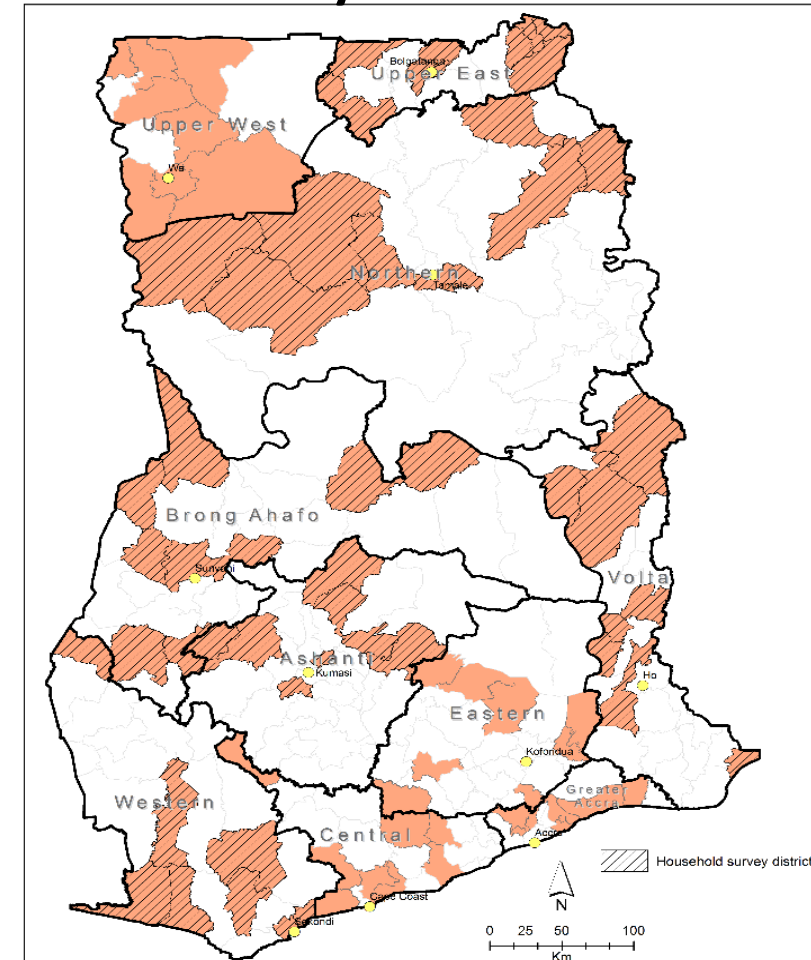 Bolgatanga
Upper East
Upper West
Wa
Northern
Tamale
Brong Ahafo
Sunyani
Volta
Ashanti
Kumasi
Ho
Eastern
Koforidua
Greater
Accra
Western
Central
Accra
Household survey district
Cape Coast
N
Sekondi
0 25 50 100
Km